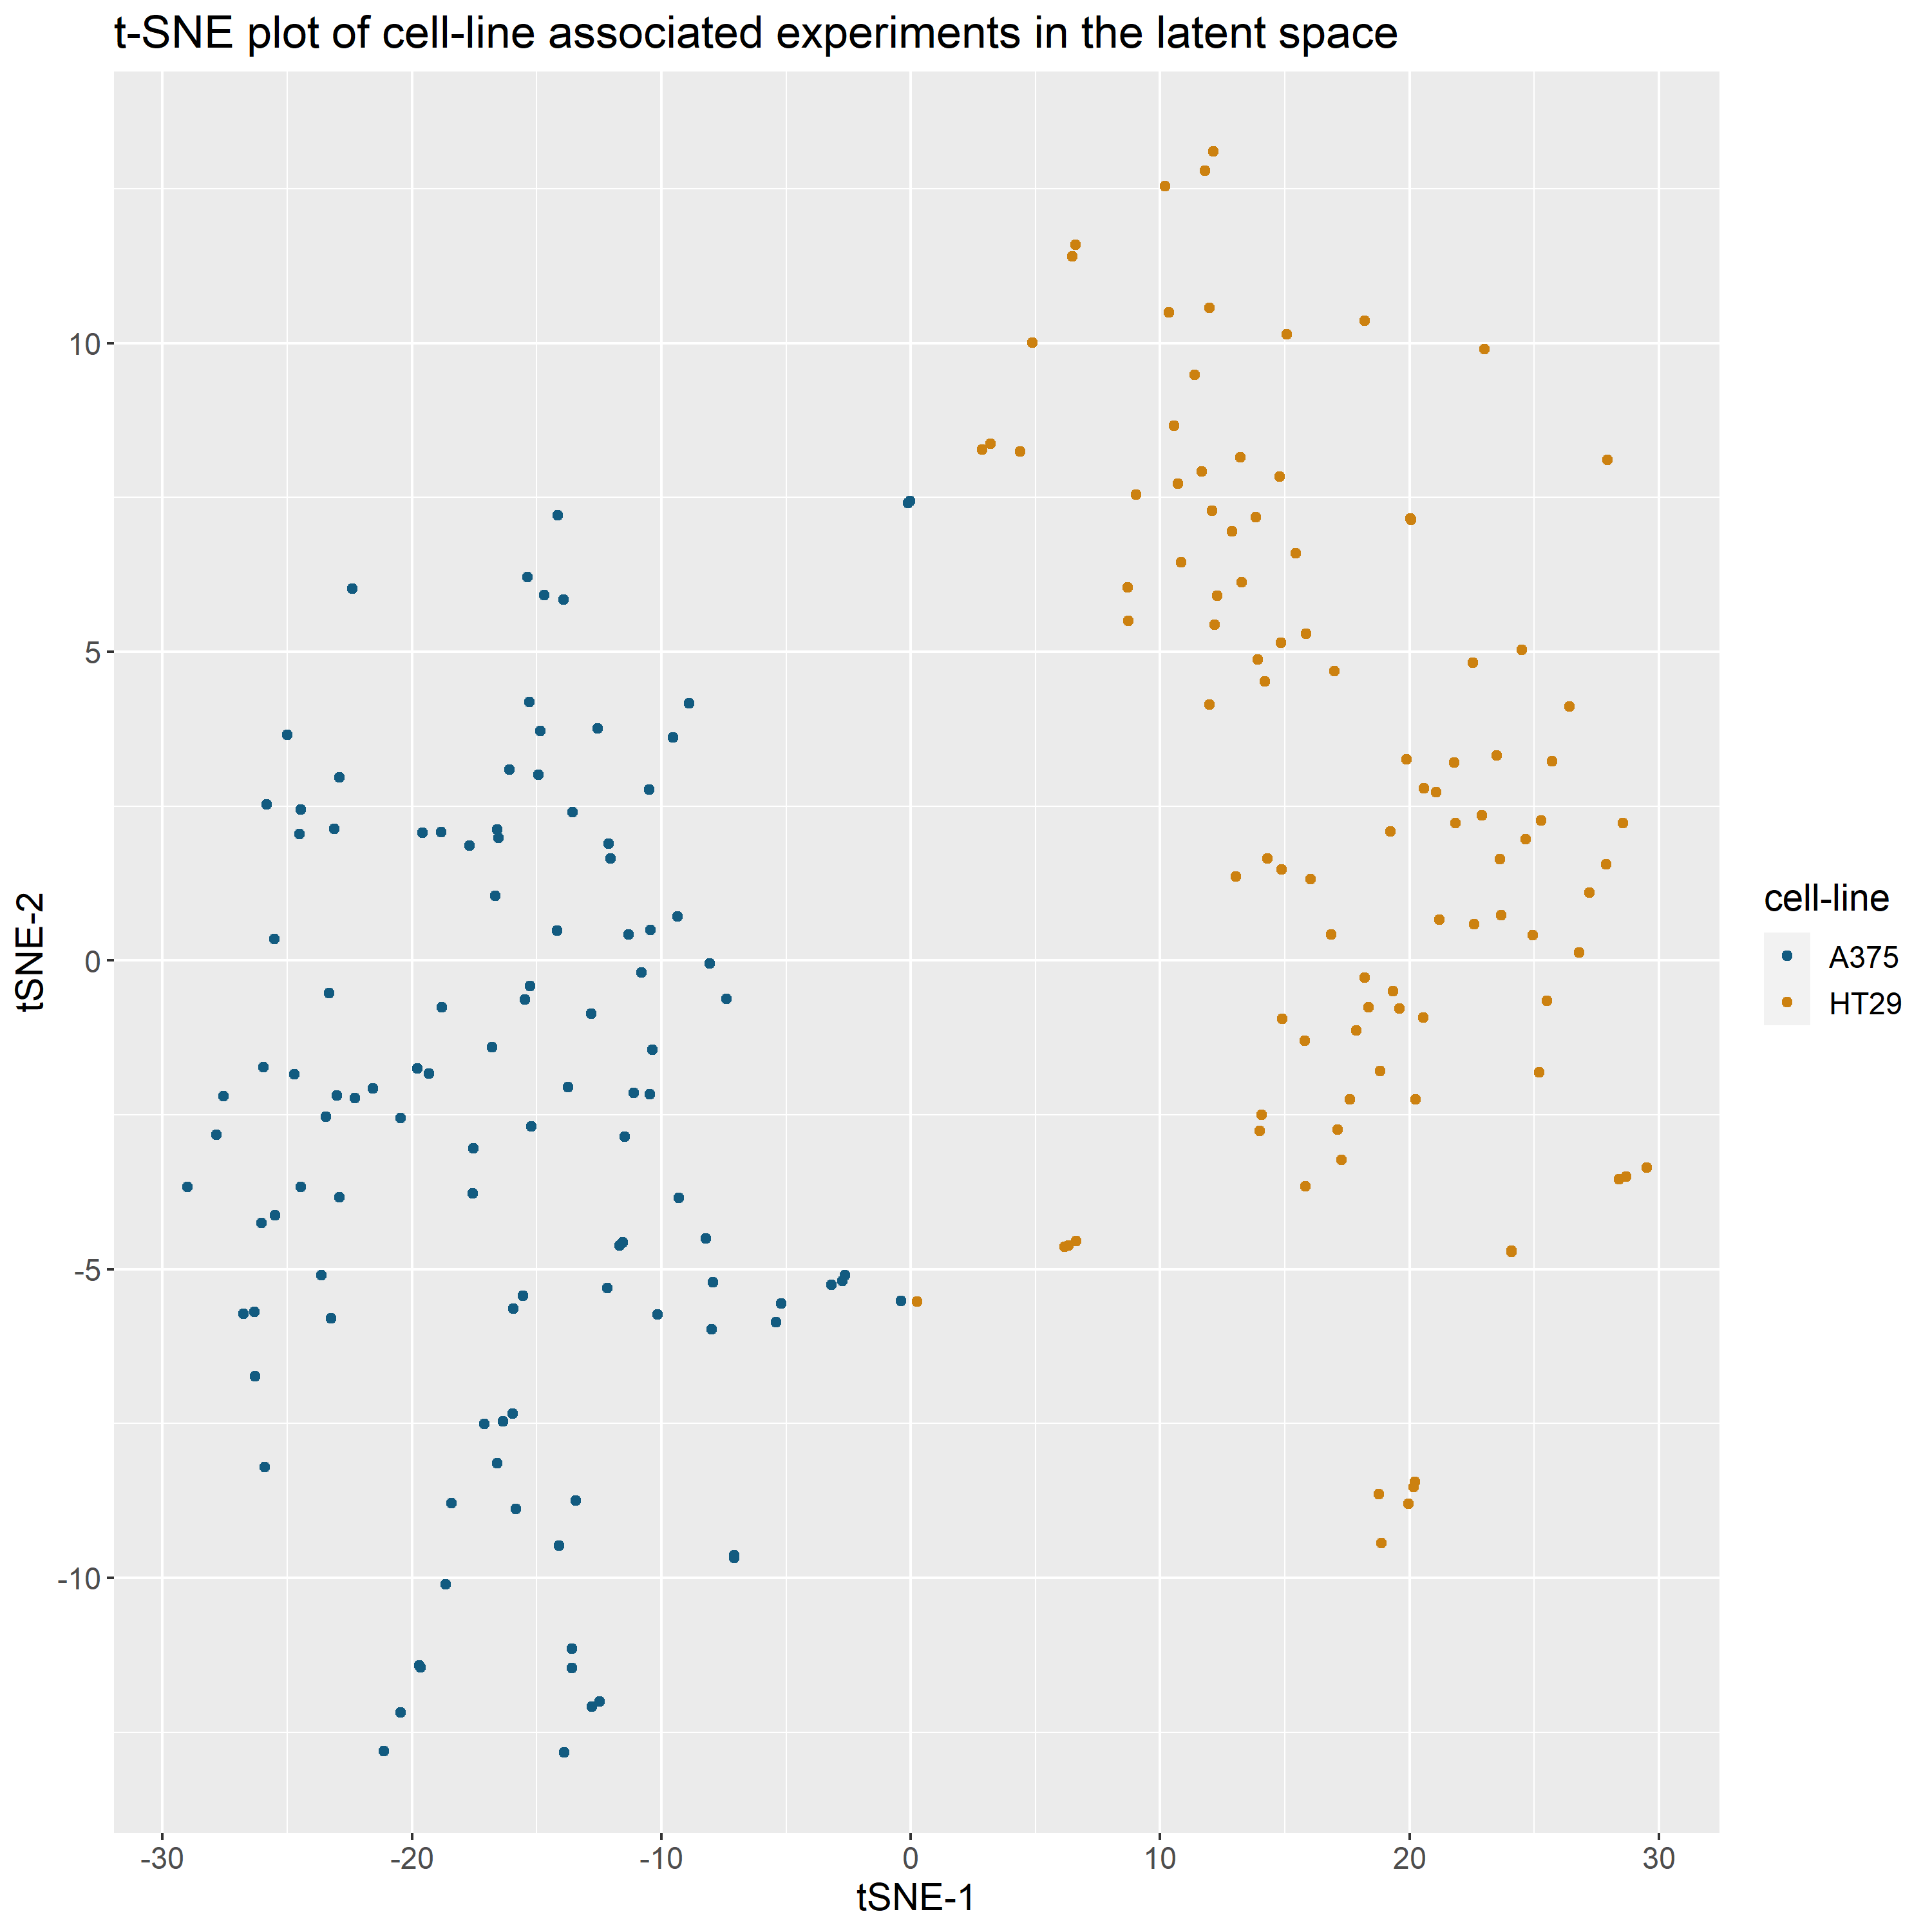 t-SNE plot of cell-line associated experiments in the latent space
tSNE-2
10
5
0
-5
-10
-30
-20
-10
0
10
20
30
tSNE-1
cell-line
A375
HT29